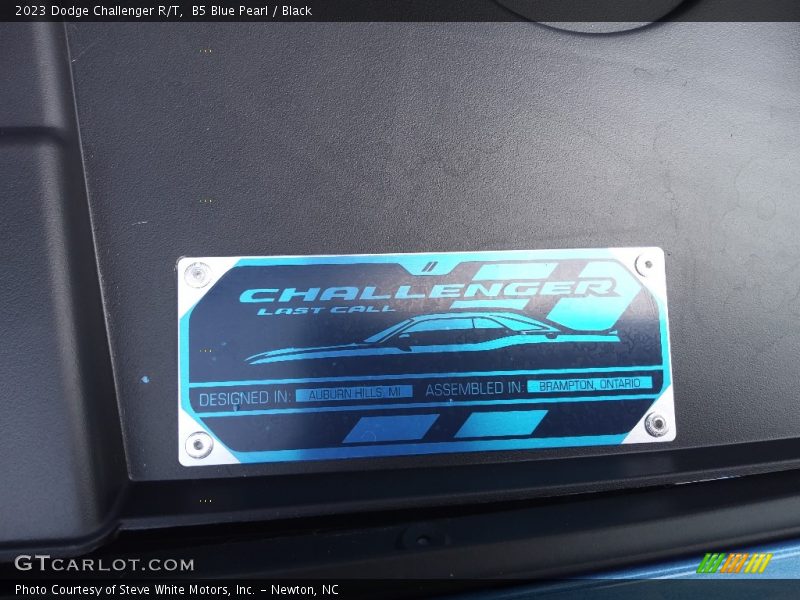 2023 Dodge Challenger R/T,  B5 Blue Pearl / Black
CHALLENGER
LAST CALL
DESIGNED IN: AUBURN HILLS, MI ASSEMBLED IN: BRAMPTON, ONTARIO
GTCARLOT.COM
Photo Courtesy of Steve White Motors, Inc. – Newton, NC